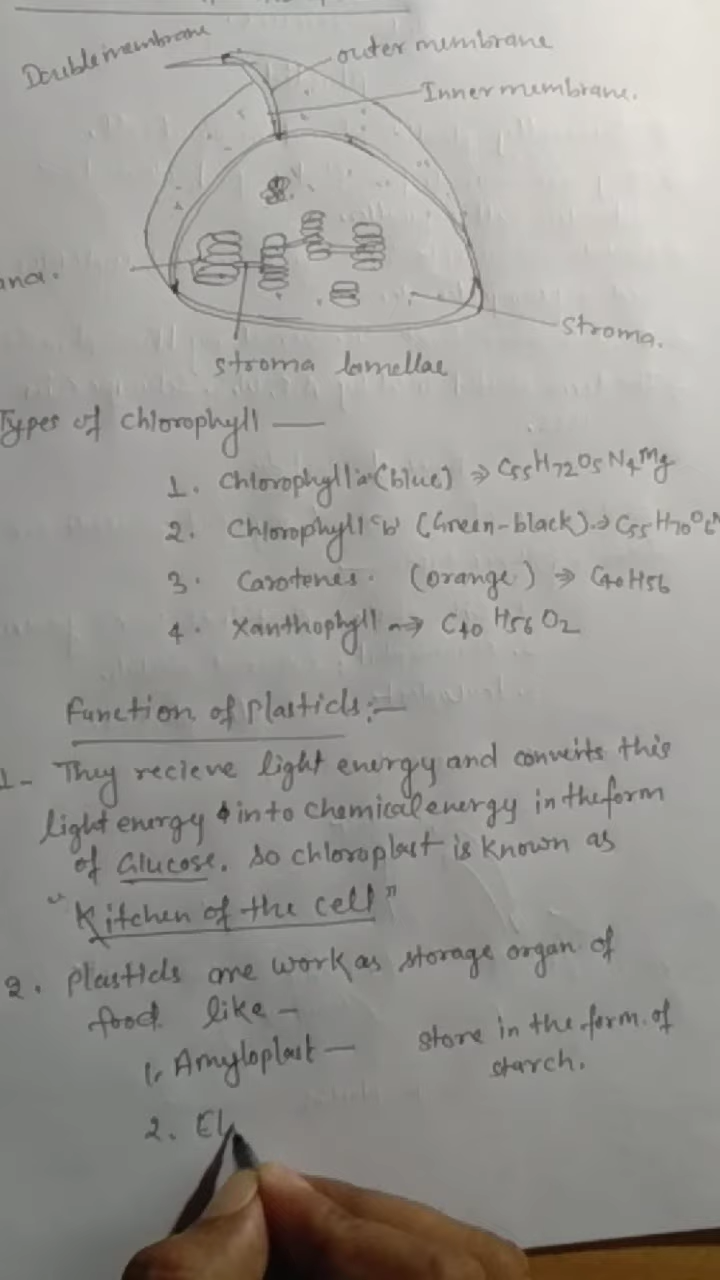 Double membrane
outer membrane
Inner membrane.
ana.
stroma.
stroma lamellae
Types of chlorophyll —
1. Chlorophyll 'a' (blue) ⇒ C55H72O5N4Mg
2. Chlorophyll 'b' (Green-black) ⇒ C55H70O6N
3. Carotenes. (orange) ⇒ C40H56
4. Xanthophyll ⇒ C40H56O2
Function of Plastids:-
1- They recieve light energy and converts this
light energy into chemical energy in the form
of Glucose. so chloroplast is known as
"Kitchen of the cell"
2. Plastids are work as storage organ of
food like -
1. Amyloplast — store in the form of
starch.
2. El